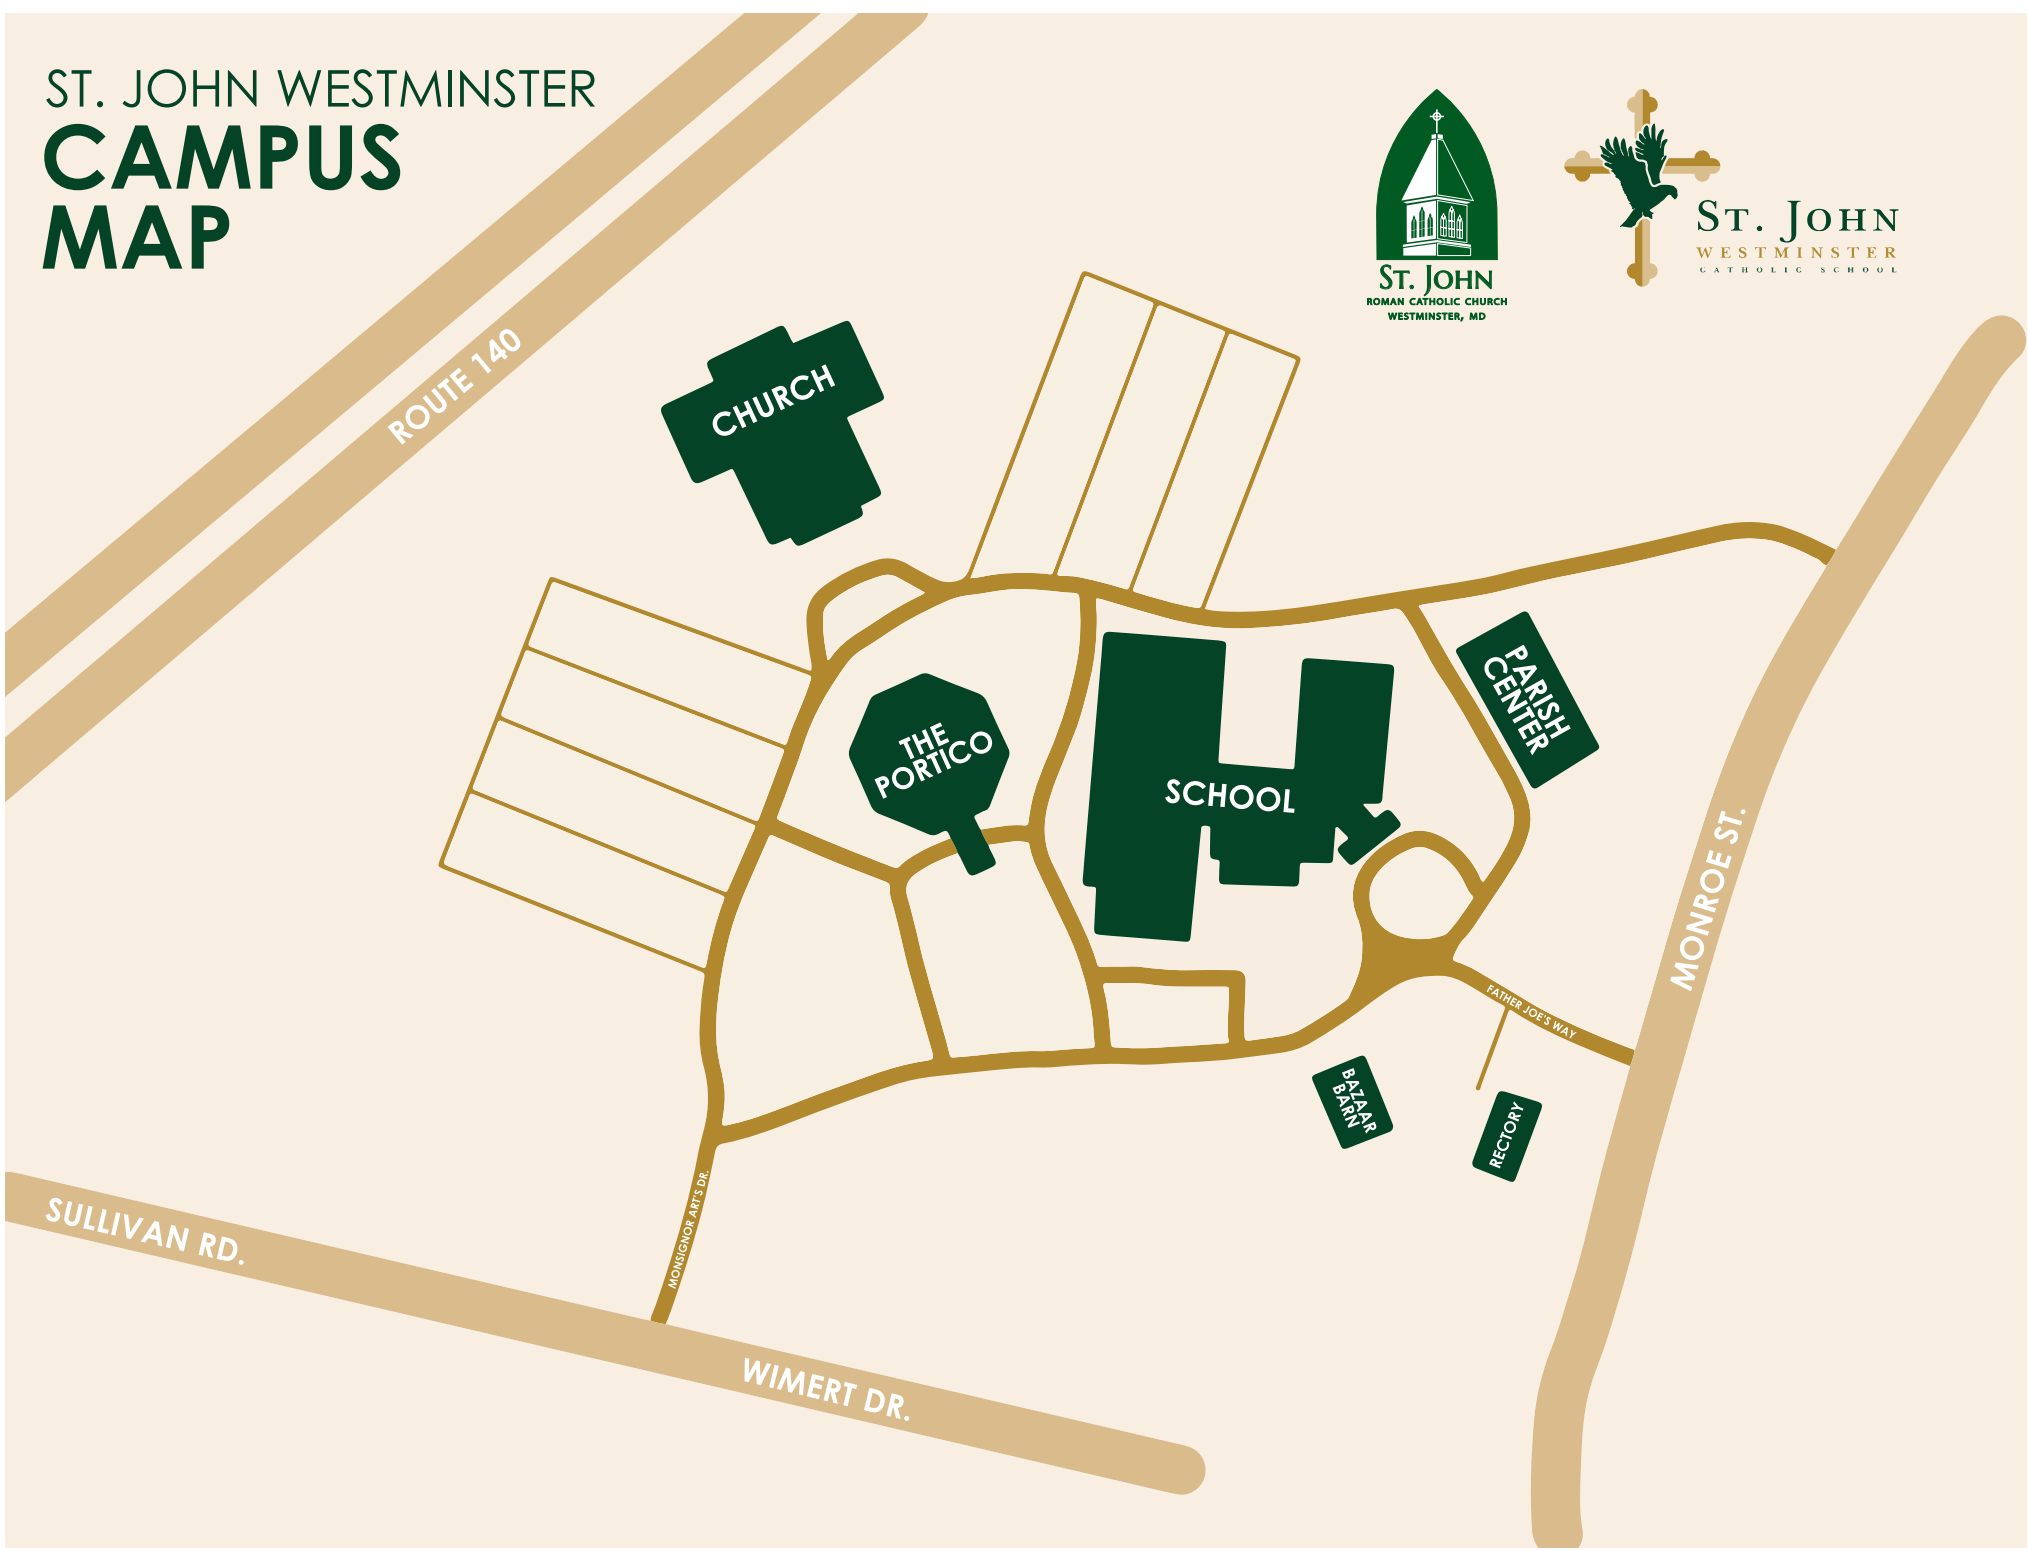 ST. JOHN WESTMINSTER
CAMPUS
MAP
ST. JOHN
ROMAN CATHOLIC CHURCH
WESTMINSTER, MD
ST. JOHN
WESTMINSTER
CATHOLIC SCHOOL
ROUTE 140
CHURCH
THE
PORTICO
SCHOOL
PARISH
CENTER
MONROE ST.
FATHER JOE'S WAY
BAZAAR
BARN
RECTORY
MONSIGNOR ART'S DR.
SULLIVAN RD.
WIMERT DR.